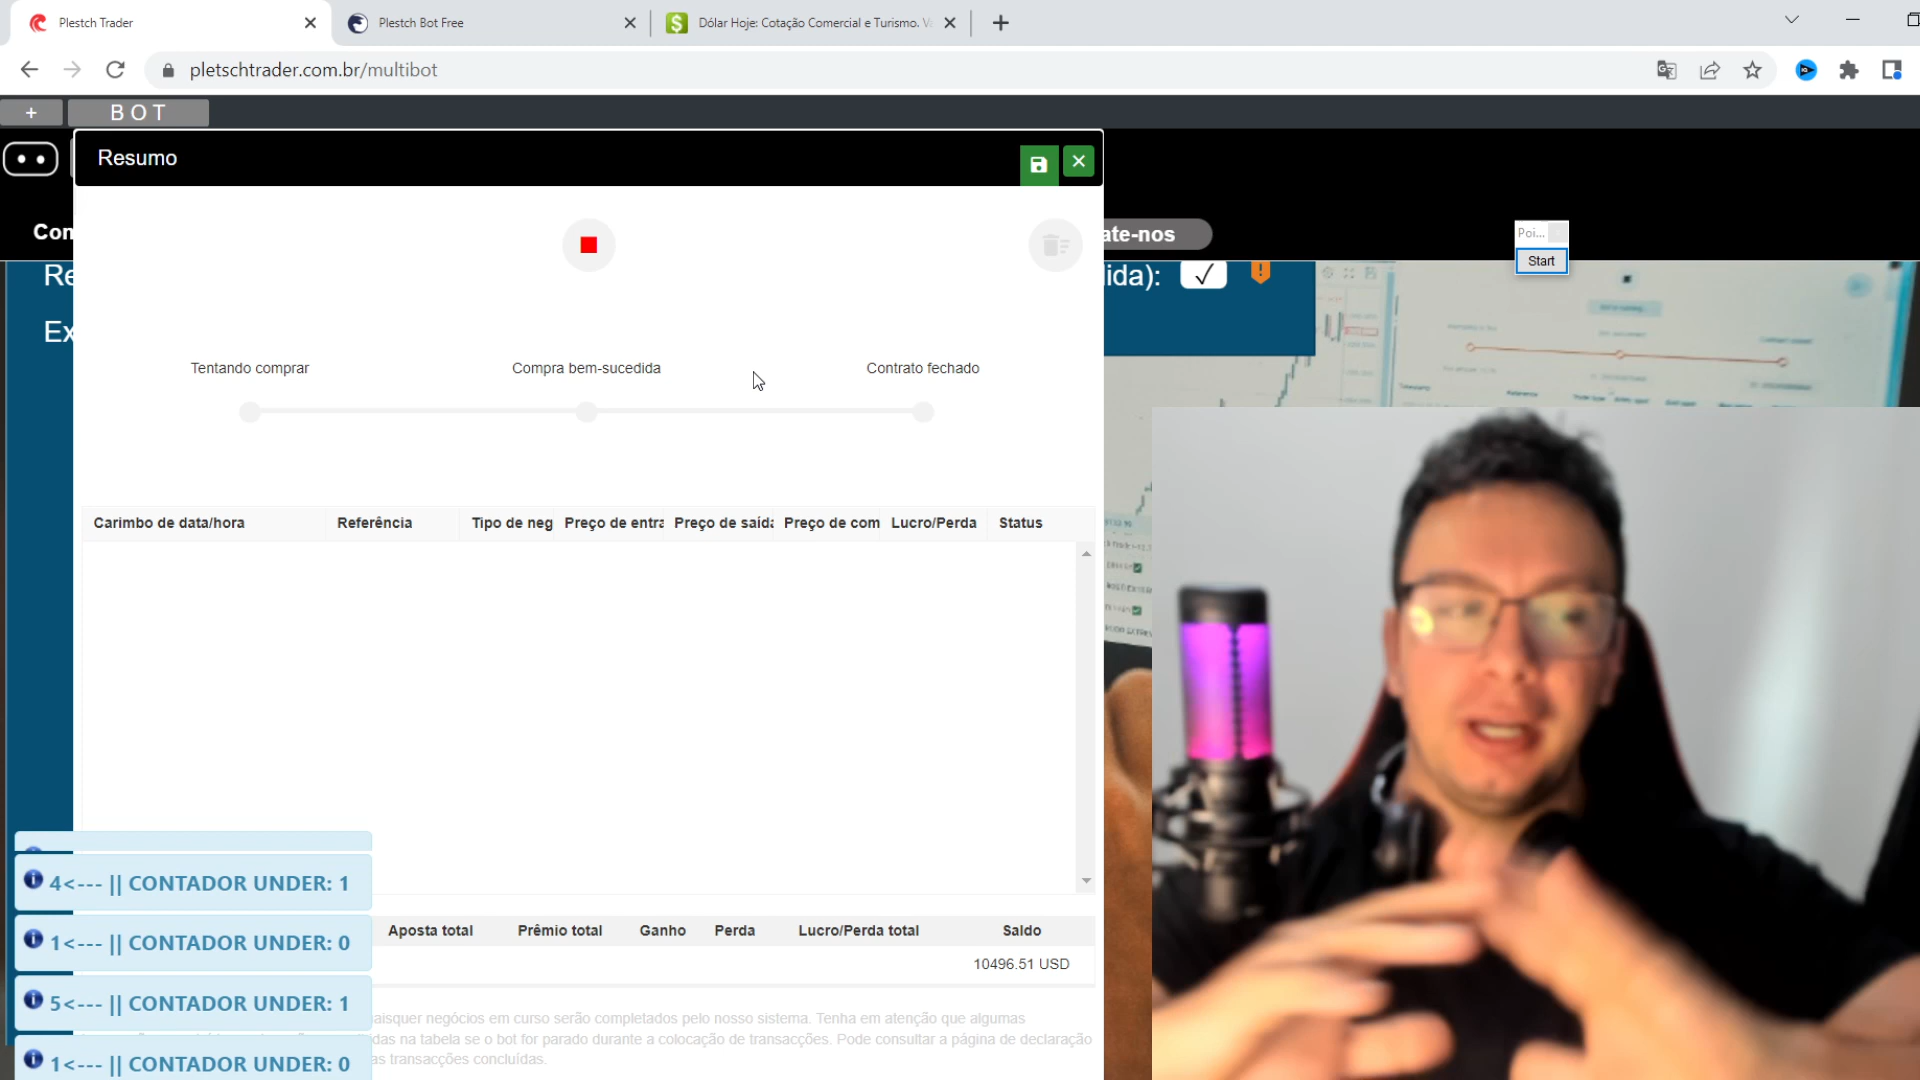 Plestch Trader
Plestch Bot Free
Dólar Hoje: Cotação Comercial e Turismo. V
pletschtrader.com.br/multibot
+
BOT
Resumo
Con
ate-nos
Poi...
Start
Re
ida):
Ex
Tentando comprar
Compra bem-sucedida
Contrato fechado
Carimbo de data/hora
Referência
Tipo de neg
Preço de entra
Preço de saída
Preço de com
Lucro/Perda
Status
4<--- || CONTADOR UNDER: 1
1<--- || CONTADOR UNDER: 0
5<--- || CONTADOR UNDER: 1
1<--- || CONTADOR UNDER: 0
Aposta total
Prêmio total
Ganho
Perda
Lucro/Perda total
Saldo
10496.51 USD
aisquer negócios em curso serão completados pelo nosso sistema. Tenha em atenção que algumas
das na tabela se o bot for parado durante a colocação de transacções. Pode consultar a página de declaração
as transacções concluídas.